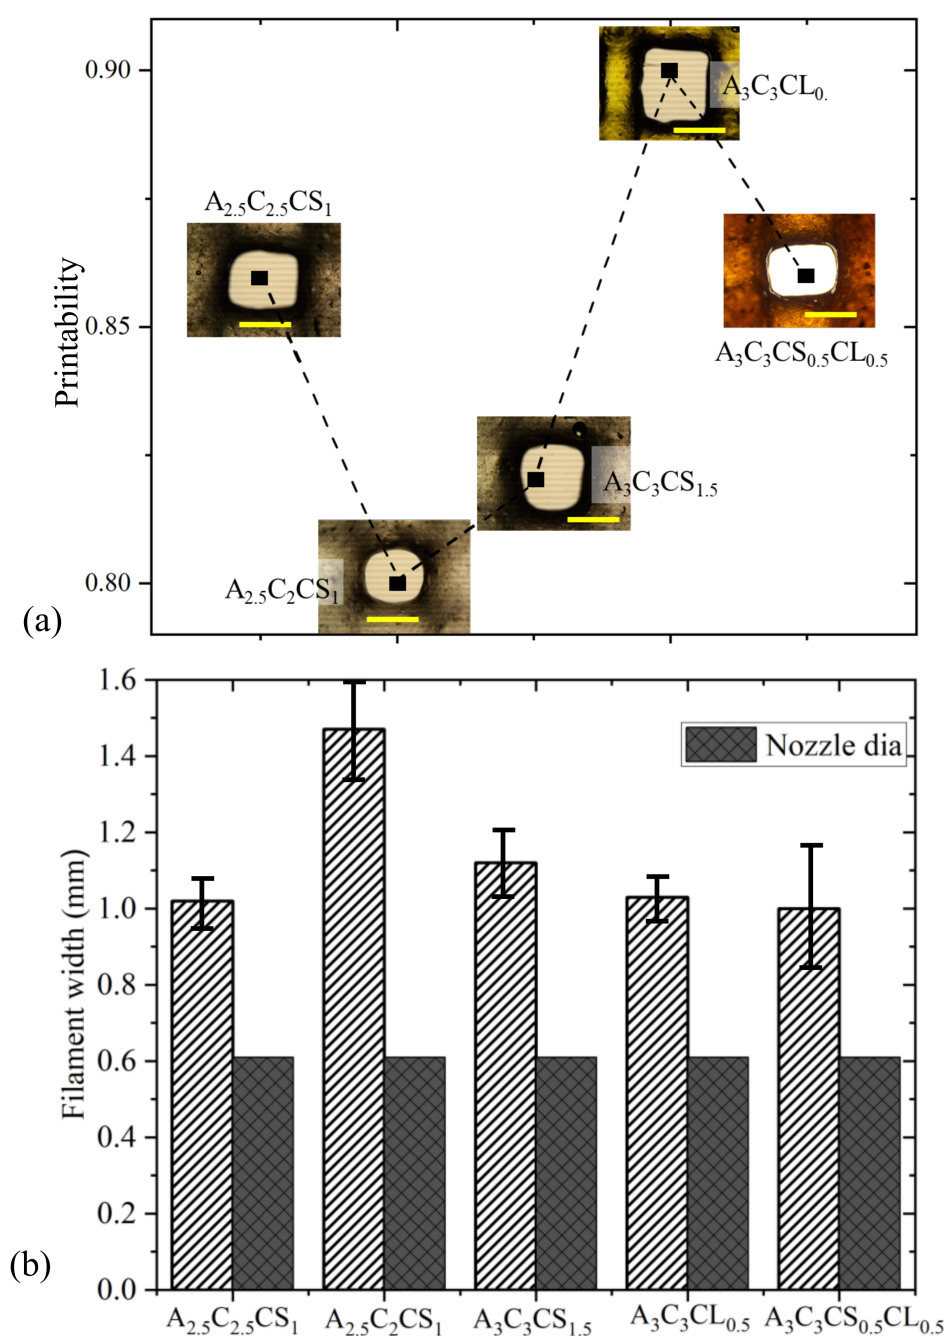 (a)
Printability
0.90
0.85
0.80
A₃C₃CL₀.
A₂.₅C₂.₅CS₁
A₃C₃CS₀.₅CL₀.₅
A₃C₃CS₁.₅
A₂.₅C₂CS₁
(b)
Filament width (mm)
1.6
1.4
1.2
1.0
0.8
0.6
0.4
0.2
0.0
Nozzle dia
A₂.₅C₂.₅CS₁ A₂.₅C₂CS₁ A₃C₃CS₁.₅ A₃C₃CL₀.₅ A₃C₃CS₀.₅CL₀.₅